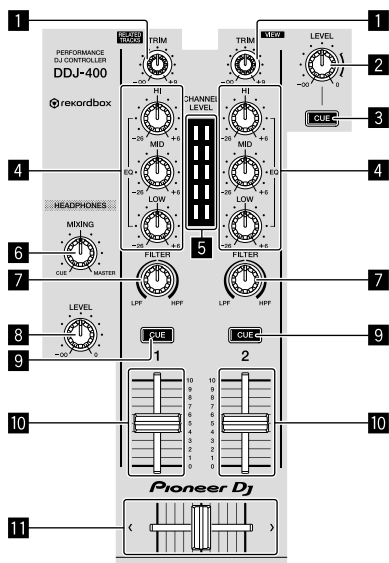 1
RELATED
TRACKS
TRIM
-∞ +9
TRIM
VIEW
-∞ +9
1
LEVEL
-∞ 0
2
CUE
3
PERFORMANCE
DJ CONTROLLER
DDJ-400
rekordbox
HI
-26 +6
MID
-26 +6
LOW
-26 +6
EQ
4
CHANNEL
LEVEL
5
HI
-26 +6
MID
-26 +6
LOW
-26 +6
EQ
4
HEADPHONES
MIXING
CUE MASTER
6
FILTER
LPF HPF
7
FILTER
LPF HPF
7
LEVEL
-∞ 0
8
CUE
9
1
CUE
9
2
10
10
9
8
7
6
5
4
3
2
1
0
10
9
8
7
6
5
4
3
2
1
0
10
Pioneer Dj
11